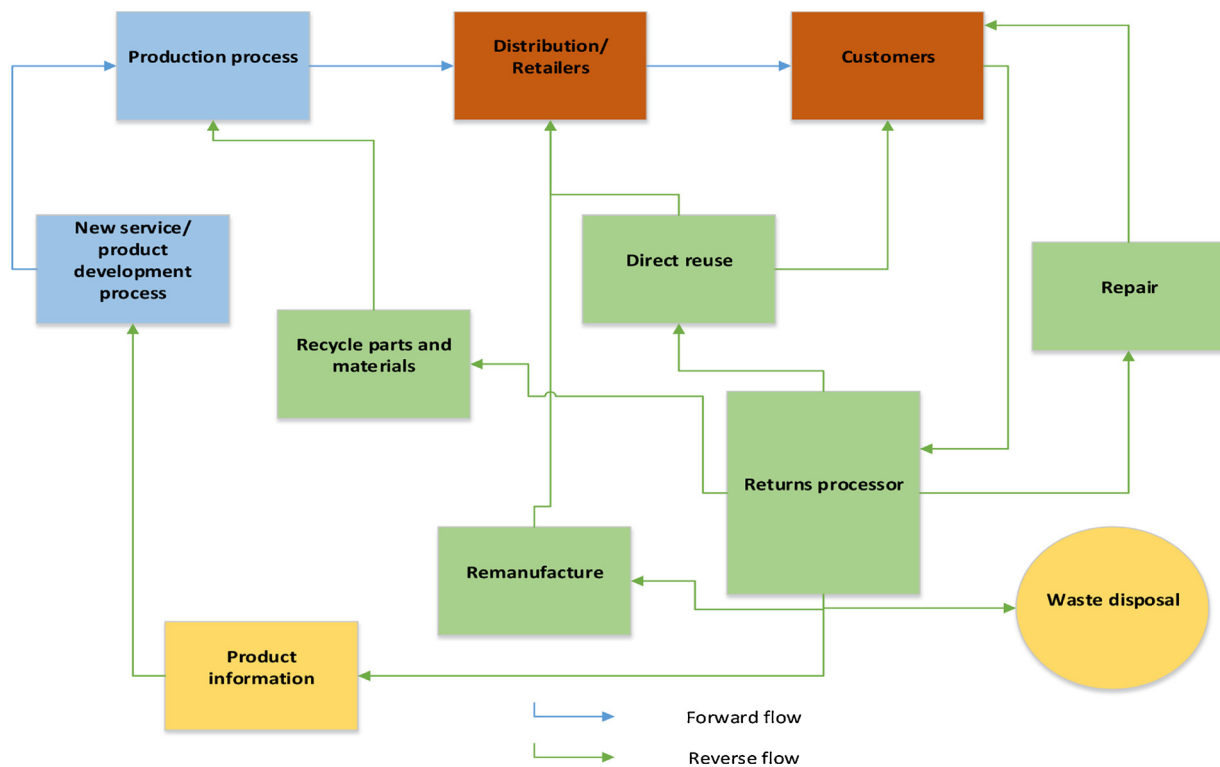 Production process
Distribution/
Retailers
Customers
New service/
product
development
process
Direct reuse
Repair
Recycle parts and
materials
Returns processor
Remanufacture
Waste disposal
Product
information
Forward flow
Reverse flow